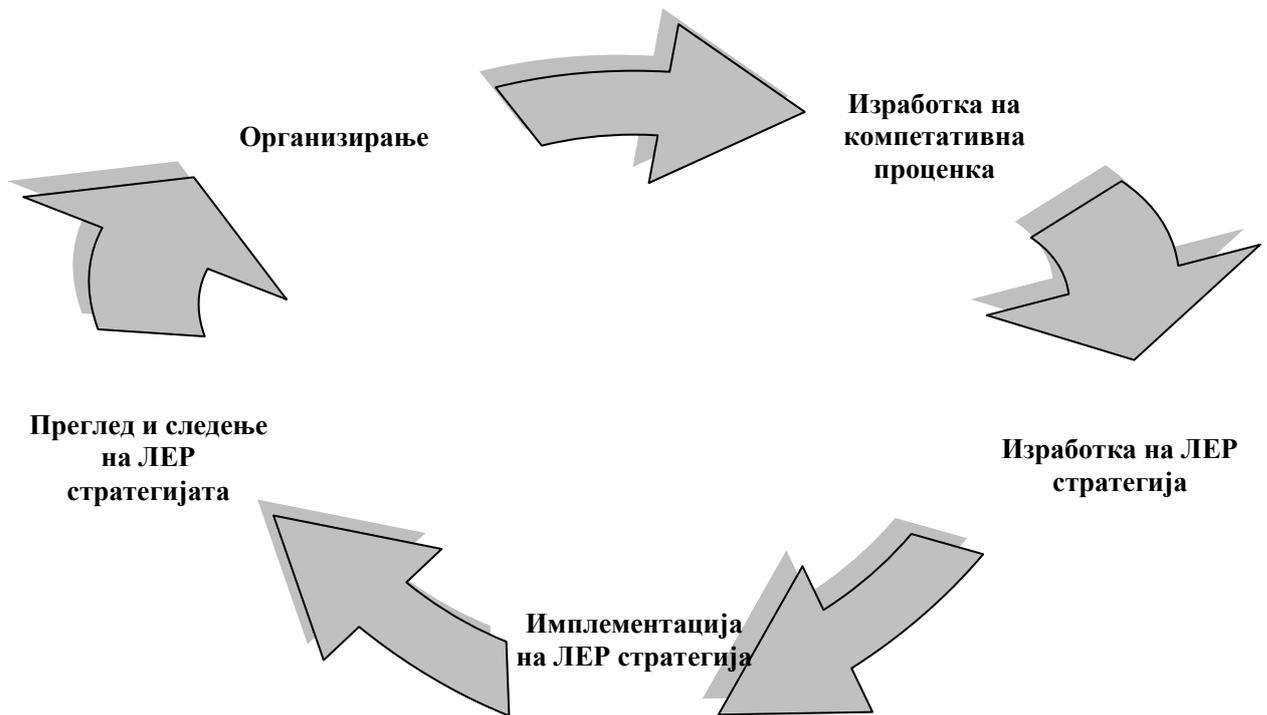 Организирање
Изработка на
компетативна
проценка
Изработка на ЛЕР
стратегија
Имплементација
на ЛЕР стратегија
Преглед и следење
на ЛЕР
стратегијата